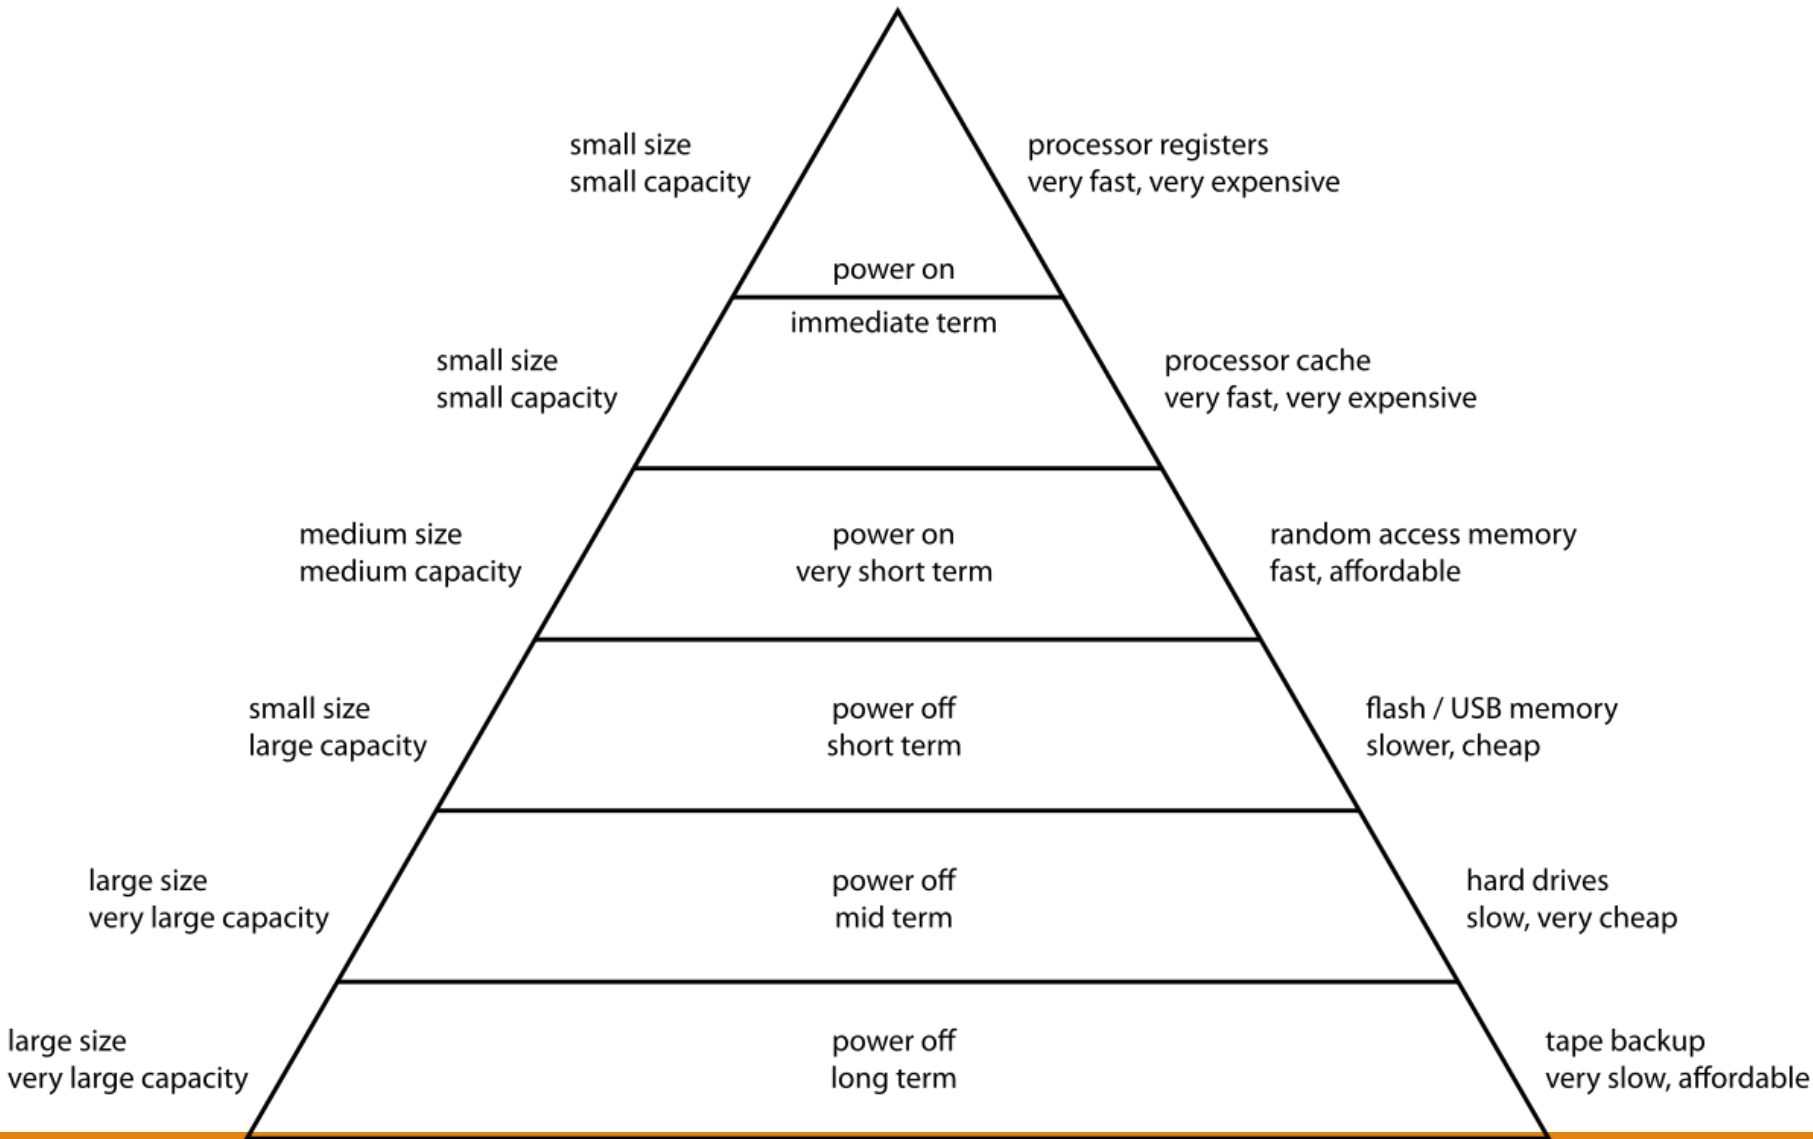 small size
small capacity
processor registers
very fast, very expensive
power on
immediate term
small size
small capacity
processor cache
very fast, very expensive
medium size
medium capacity
power on
very short term
random access memory
fast, affordable
small size
large capacity
power off
short term
flash / USB memory
slower, cheap
large size
very large capacity
power off
mid term
hard drives
slow, very cheap
large size
very large capacity
power off
long term
tape backup
very slow, affordable